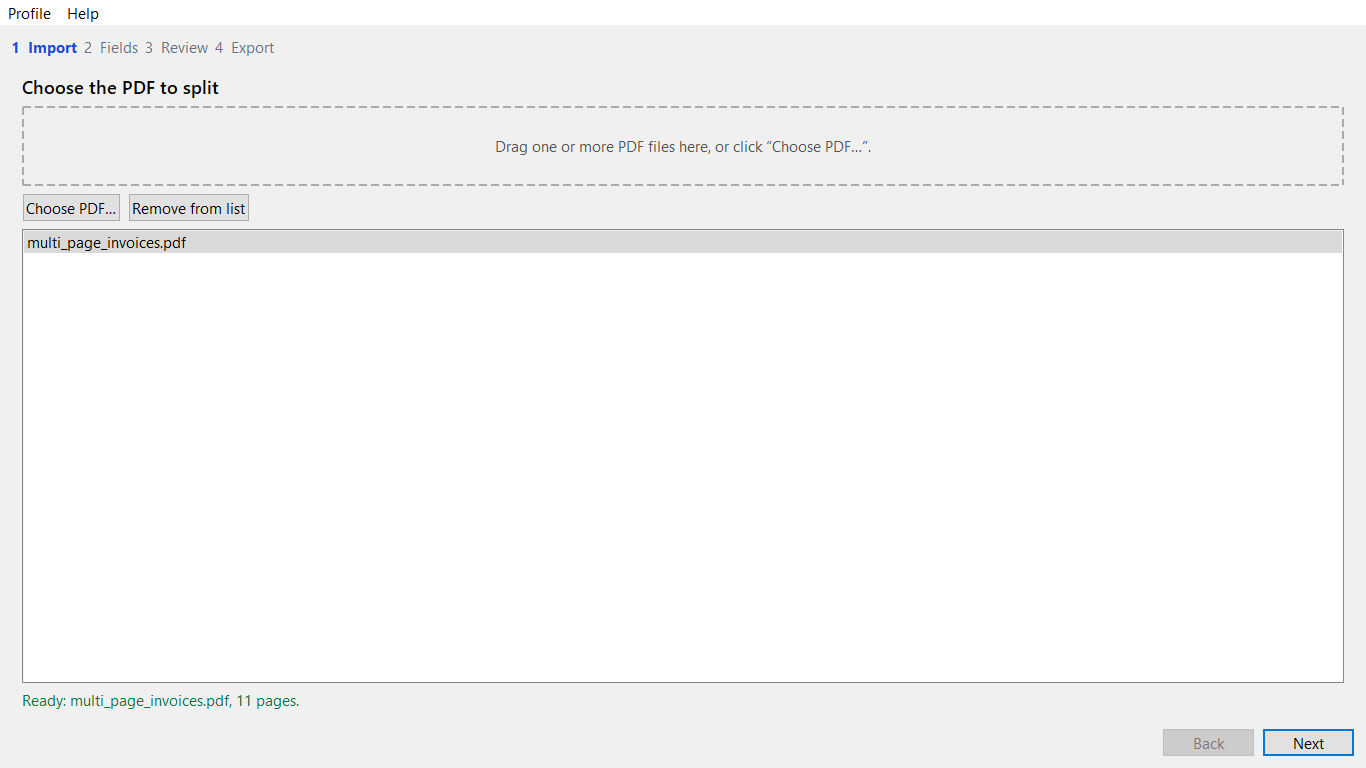 Profile Help
1 Import 2 Fields 3 Review 4 Export
Choose the PDF to split
Drag one or more PDF files here, or click “Choose PDF...”.
Choose PDF... Remove from list
multi_page_invoices.pdf
Ready: multi_page_invoices.pdf, 11 pages.
Back Next